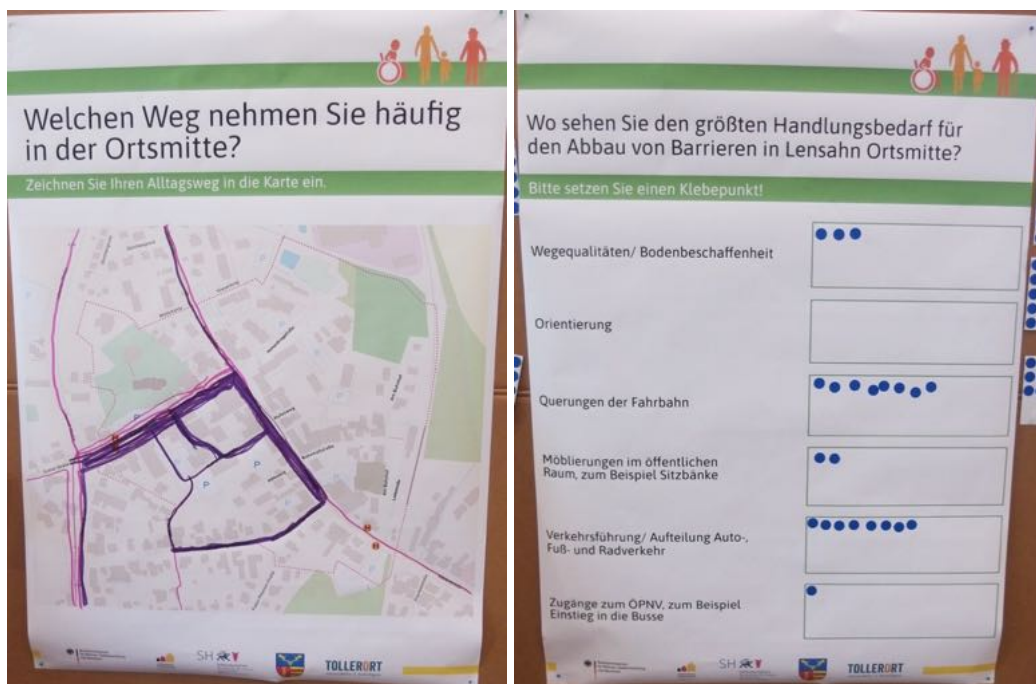 Welchen Weg nehmen Sie häufig
in der Ortsmitte?
Zeichnen Sie Ihren Alltagsweg in die Karte ein.
SH
TOLLERORT
Wo sehen Sie den größten Handlungsbedarf für
den Abbau von Barrieren in Lensahn Ortsmitte?
Bitte setzen Sie einen Klebepunkt!
Wegequalitäten/ Bodenbeschaffenheit
Orientierung
Querungen der Fahrbahn
Möblierungen im öffentlichen
Raum, zum Beispiel Sitzbänke
Verkehrsführung/ Aufteilung Auto-,
Fuß- und Radverkehr
Zugänge zum ÖPNV, zum Beispiel
Einstieg in die Busse
SH
TOLLERORT